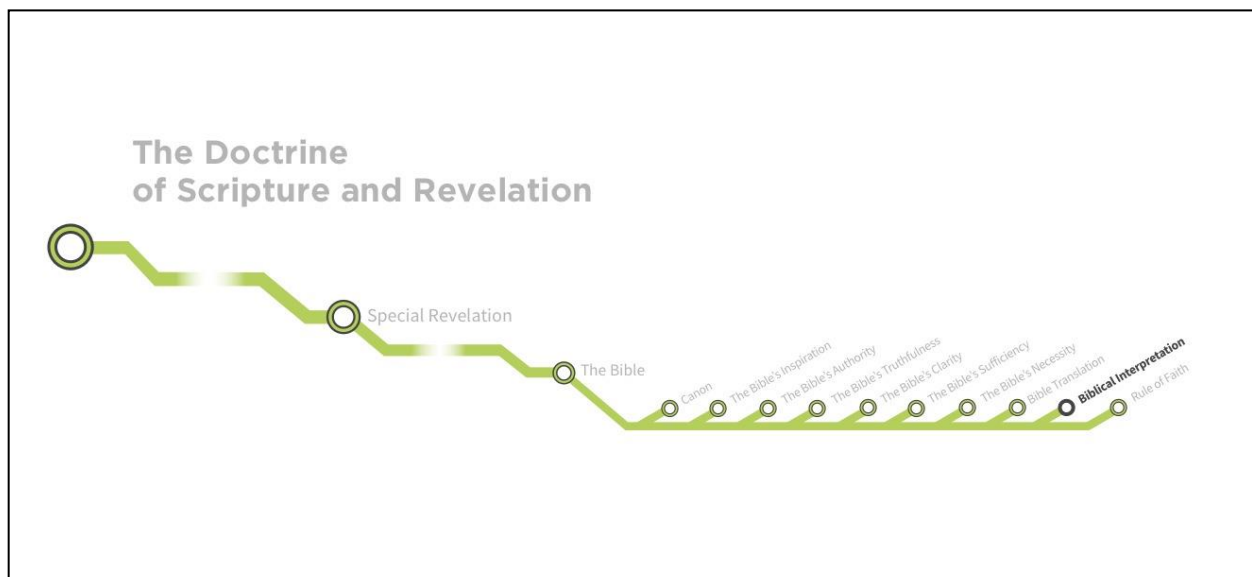 The Doctrine
of Scripture and Revelation
Special Revelation
The Bible
Canon
The Bible's Inspiration
The Bible's Authority
The Bible's Truthfulness
The Bible's Clarity
The Bible's Sufficiency
The Bible's Necessity
Bible Translation
Biblical Interpretation
Rule of Faith